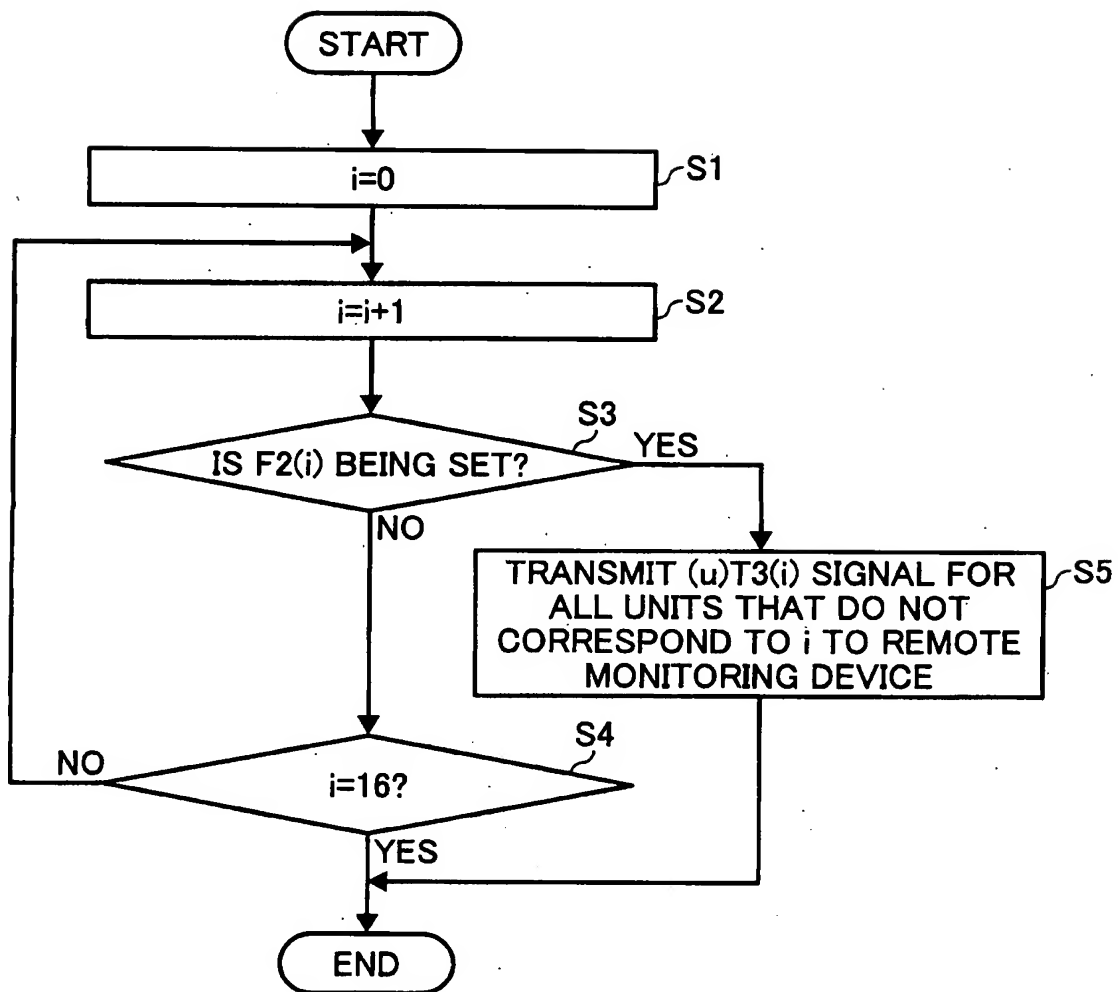 START
i=0
S1
i=i+1
S2
S3
IS F2(i) BEING SET?
YES
NO
TRANSMIT (u)T3(i) SIGNAL FOR
ALL UNITS THAT DO NOT
CORRESPOND TO i TO REMOTE
MONITORING DEVICE
S5
S4
NO
i=16?
YES
END